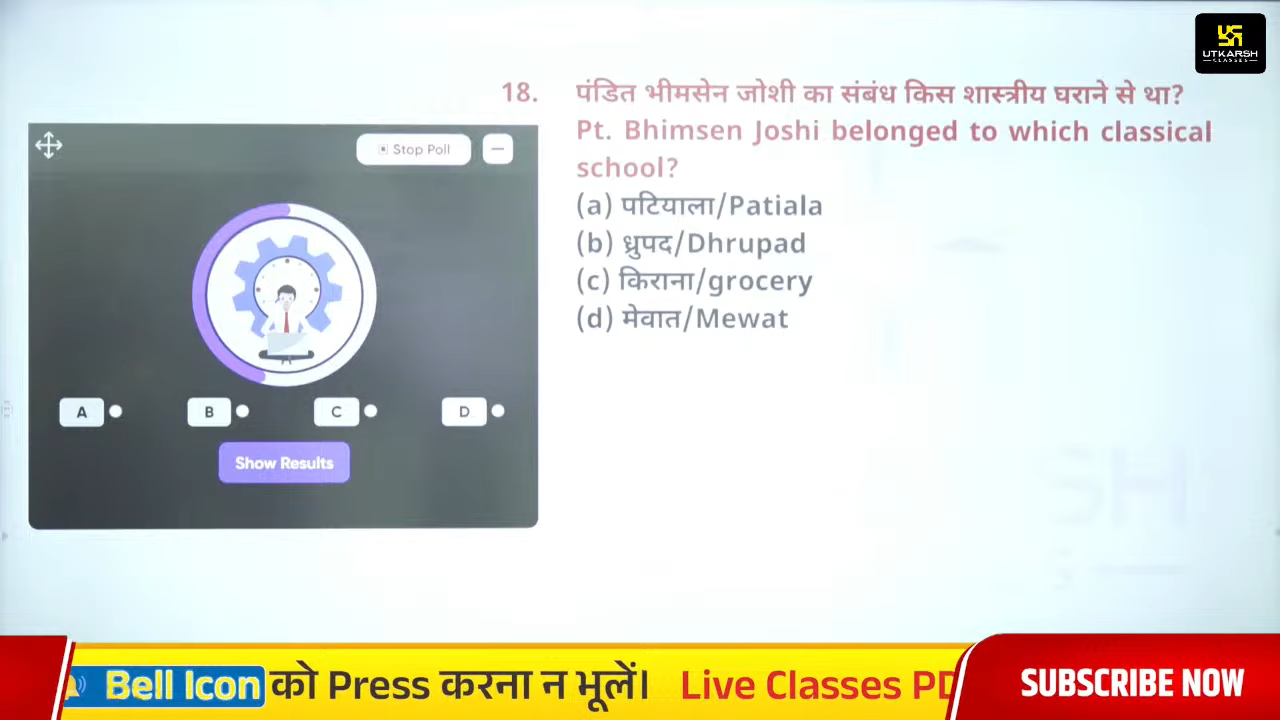 UTKARSH
CLASSES
18. पंडित भीमसेन जोशी का संबंध किस शास्त्रीय घराने से था?
Pt. Bhimsen Joshi belonged to which classical
school?
(a) पटियाला/Patiala
(b) ध्रुपद/Dhrupad
(c) किराना/grocery
(d) मेवात/Mewat
Stop Poll
A B C D
Show Results
Bell Icon को Press करना न भूलें। Live Classes PD
SUBSCRIBE NOW